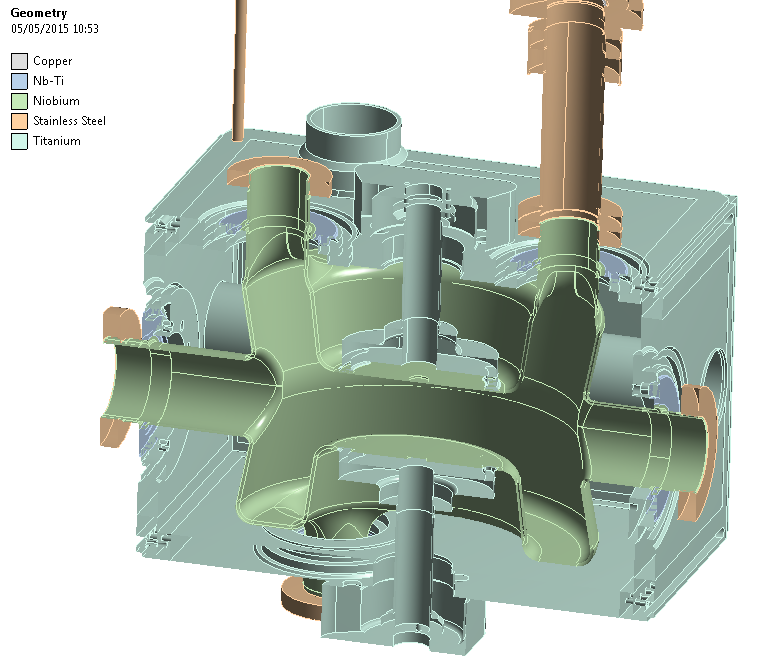 Geometry
05/05/2015 10:53
Copper
Nb-Ti
Niobium
Stainless Steel
Titanium